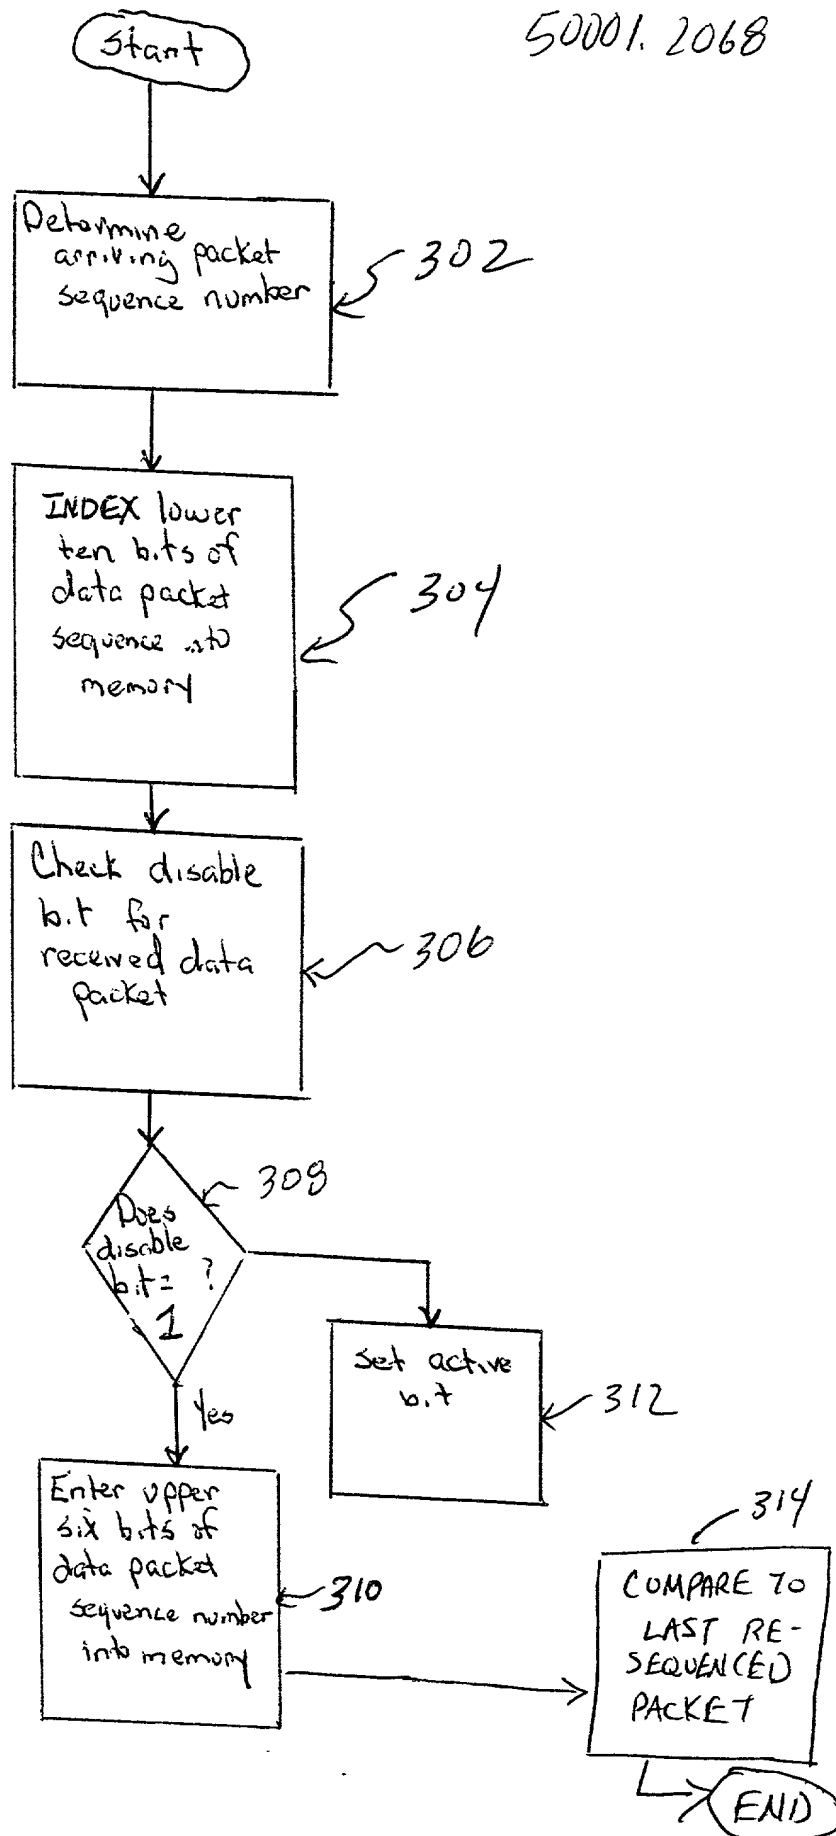 Start
50001.2068
Determine
arriving packet
sequence number
302
INDEX lower
ten bits of
data packet
sequence into
memory
304
Check disable
bit for
received data
packet
306
308
Does
disable
bit = ?
1
Yes
set active
bit
312
Enter upper
six bits of
data packet
sequence number
into memory
310
314
COMPARE TO
LAST RE-
SEQUENCED
PACKET
END